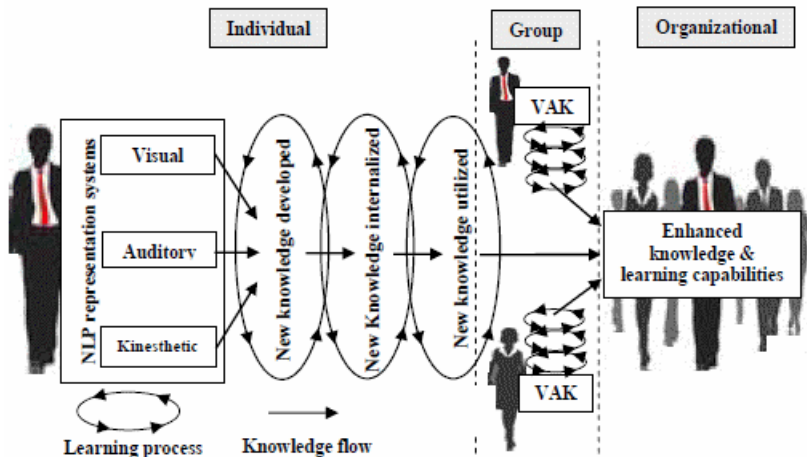 Individual
Group
Organizational
NLP representation systems
Visual
Auditory
Kinesthetic
New knowledge developed
New Knowledge internalized
New knowledge utilized
VAK
VAK
Enhanced
knowledge &
learning capabilities
Learning process
Knowledge flow